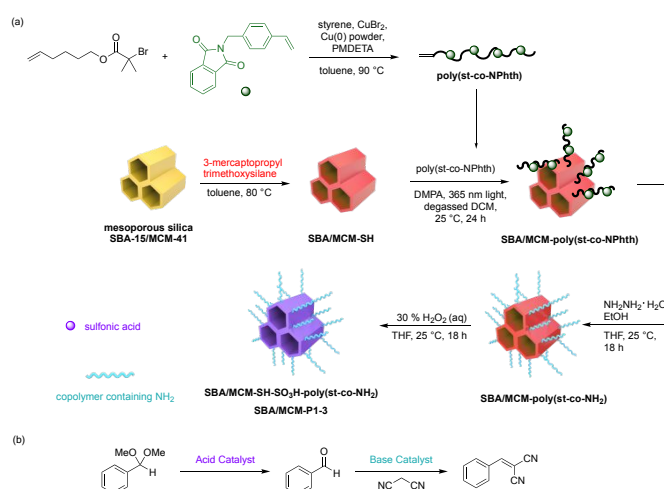 (a)
styrene, CuBr2,
Cu(0) powder,
PMDETA
toluene, 90 °C
O
O
Br
+
O
N
O
poly(st-co-NPhth)
3-mercaptopropyl
trimethoxysilane
toluene, 80 °C
poly(st-co-NPhth)
DMPA, 365 nm light,
degassed DCM,
25 °C, 24 h
mesoporous silica
SBA-15/MCM-41
SBA/MCM-SH
SBA/MCM-poly(st-co-NPhth)
sulfonic acid
copolymer containing NH2
30 % H2O2 (aq)
THF, 25 °C, 18 h
NH2NH2· H2O
EtOH
THF, 25 °C,
18 h
SBA/MCM-SH-SO3H-poly(st-co-NH2)
SBA/MCM-P1-3
SBA/MCM-poly(st-co-NH2)
(b)
MeO OMe
H
Acid Catalyst
O
H
Base Catalyst
NC CN
CN
CN